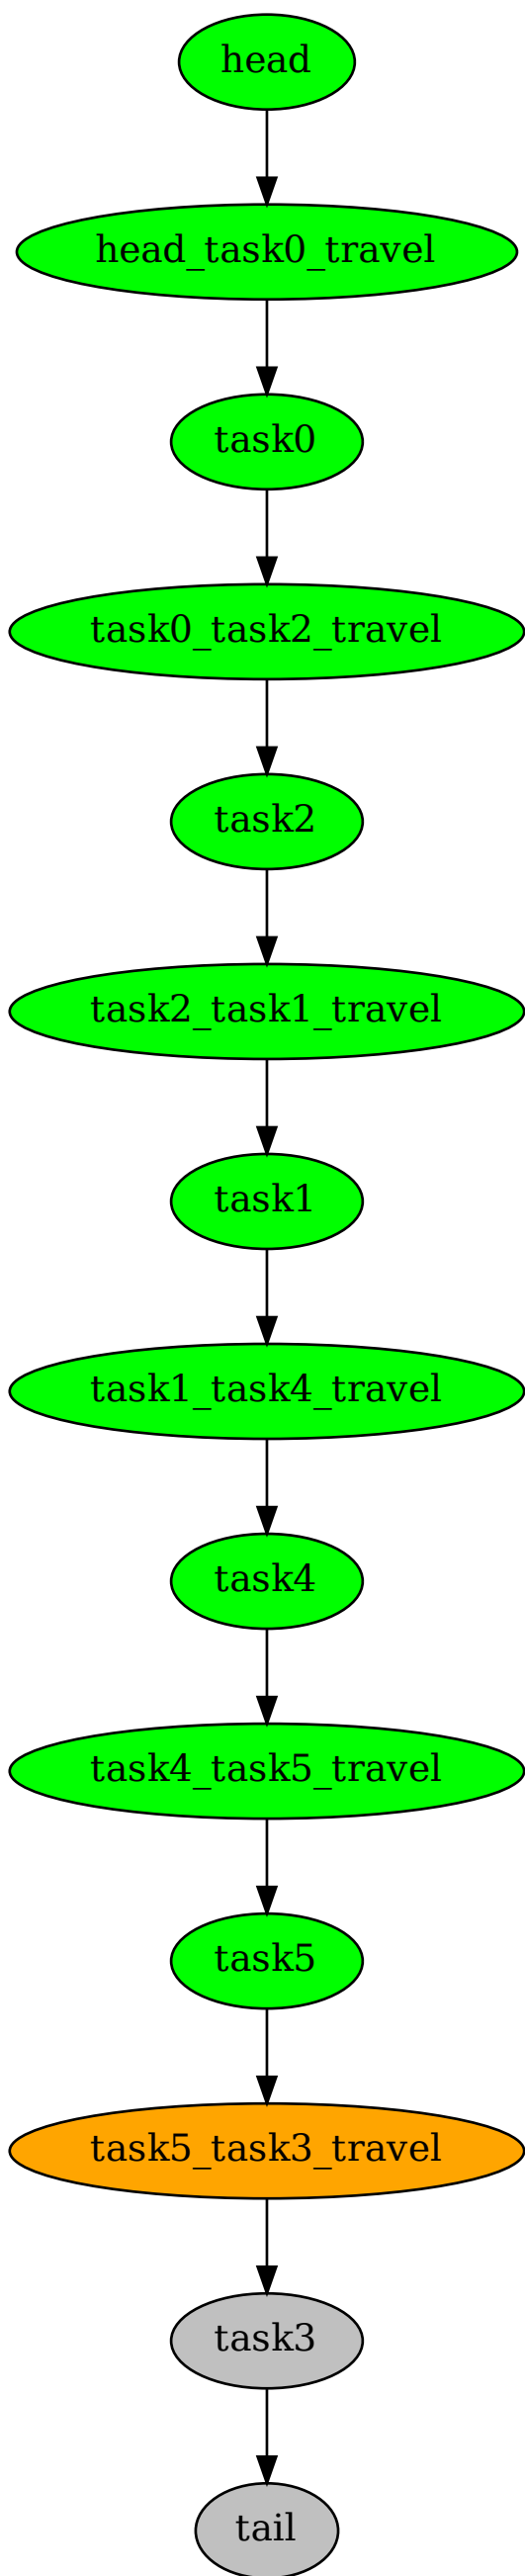 head
head_task0_travel
task0
task0_task2_travel
task2
task2_task1_travel
task1
task1_task4_travel
task4
task4_task5_travel
task5
task5_task3_travel
task3
tail